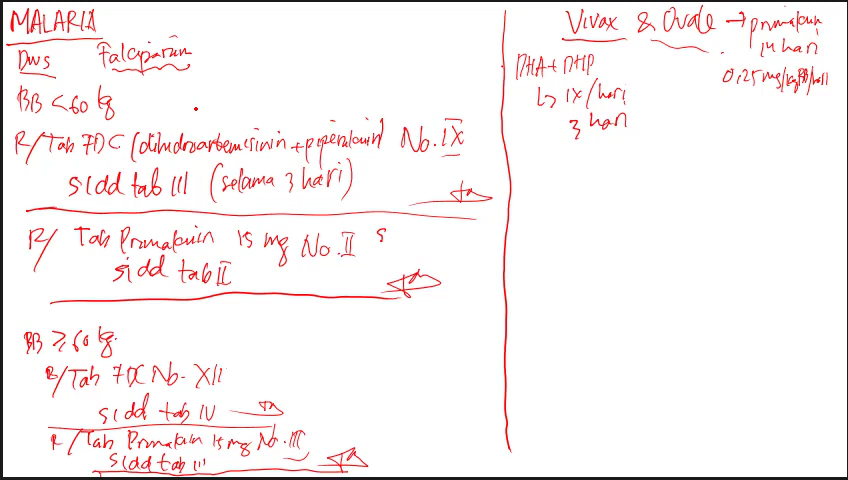 MALARIA
Dws Falciparum
BB < 60 kg
R/ Tab FDC (dihidroartemisinin + piperakuin) No. IX
S1dd tab III (selama 3 hari)
R/ Tab Primakuin 15 mg No. II
S1dd tab II
BB ≥ 60 kg
R/ Tab FDC No. XII
S1dd tab IV
R/ Tab Primakuin 15 mg No. III
S1dd tab III
Vivax & Ovale → primakuin
14 hari
0,25 mg/kgBB/hari
DHA + DHP
↳ 1x/hari
3 hari